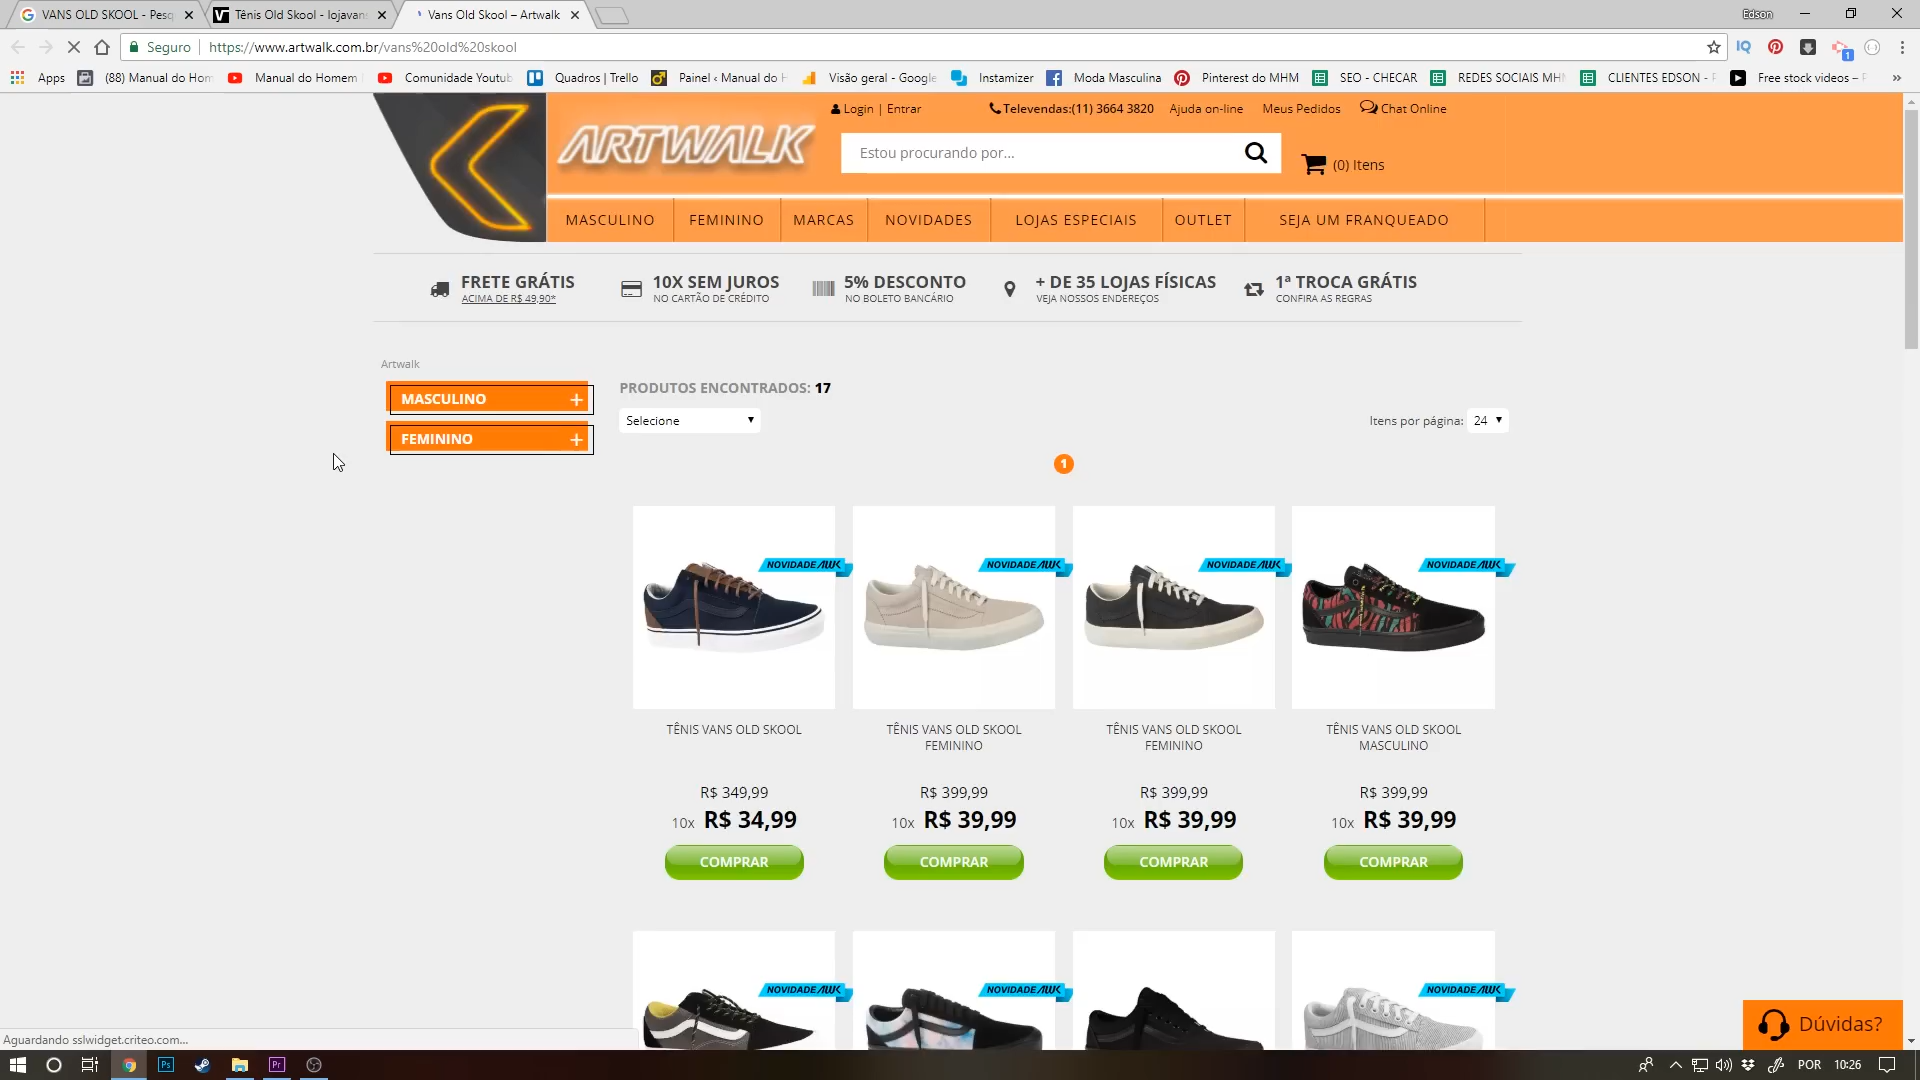 VANS OLD SKOOL - Pesq
Tênis Old Skool - lojavans
Vans Old Skool – Artwalk
Edson
Seguro
https://www.artwalk.com.br/vans%20old%20skool
Apps
(88) Manual do Hom
Manual do Homem
Comunidade Youtub
Quadros | Trello
Painel ‹ Manual do H
Visão geral - Google
Instamizer
Moda Masculina
Pinterest do MHM
SEO - CHECAR
REDES SOCIAIS MHM
CLIENTES EDSON - P
Free stock videos – P
Login | Entrar
Televendas:(11) 3664 3820
Ajuda on-line
Meus Pedidos
Chat Online
ARTWALK
Estou procurando por...
(0) Itens
MASCULINO
FEMININO
MARCAS
NOVIDADES
LOJAS ESPECIAIS
OUTLET
SEJA UM FRANQUEADO
FRETE GRÁTIS
ACIMA DE R$ 49,90*
10X SEM JUROS
NO CARTÃO DE CRÉDITO
5% DESCONTO
NO BOLETO BANCÁRIO
+ DE 35 LOJAS FÍSICAS
VEJA NOSSOS ENDEREÇOS
1ª TROCA GRÁTIS
CONFIRA AS REGRAS
Artwalk
MASCULINO +
FEMININO +
PRODUTOS ENCONTRADOS: 17
Selecione
Itens por página: 24
1
NOVIDADE AWK
NOVIDADE AWK
NOVIDADE AWK
NOVIDADE AWK
TÊNIS VANS OLD SKOOL
R$ 349,99
10x R$ 34,99
COMPRAR
TÊNIS VANS OLD SKOOL
FEMININO
R$ 399,99
10x R$ 39,99
COMPRAR
TÊNIS VANS OLD SKOOL
FEMININO
R$ 399,99
10x R$ 39,99
COMPRAR
TÊNIS VANS OLD SKOOL
MASCULINO
R$ 399,99
10x R$ 39,99
COMPRAR
NOVIDADE AWK
NOVIDADE AWK
NOVIDADE AWK
Dúvidas?
Aguardando sslwidget.criteo.com...
Ps
Pr
POR
10:26